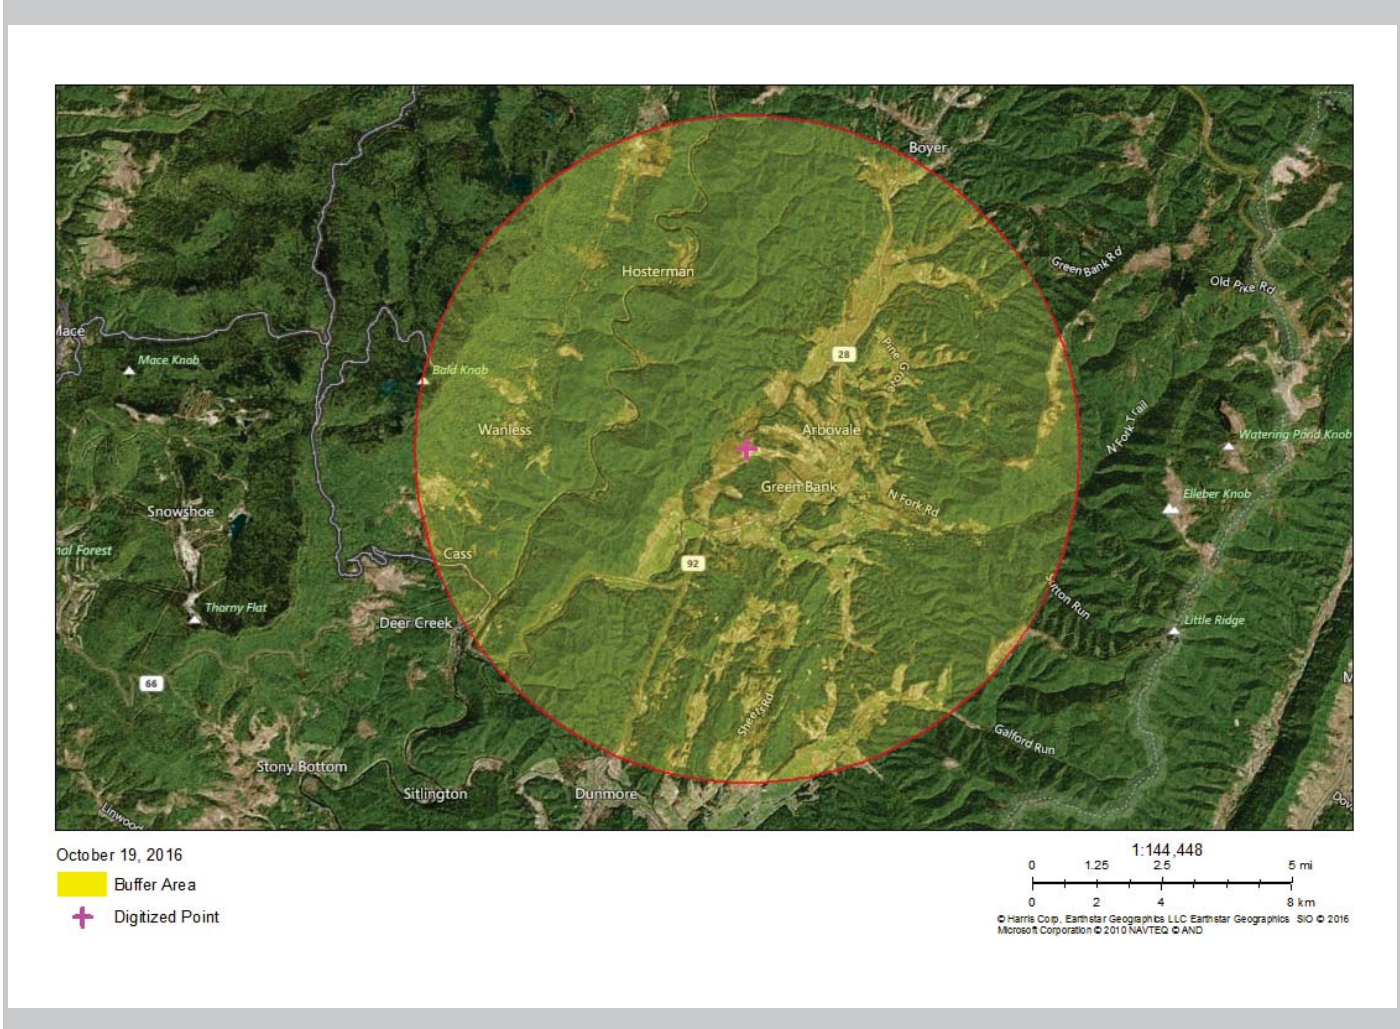 Boyer
Green Bank Rd
Hosterman
Old Pike Rd
Mace
Mace Knob
28
Pine Grove
Bald Knob
N Fork Trail
Wanless
Arbovale
Watering Pond Knob
Green Bank
Elleber Knob
N Fork Rd
Snowshoe
nal Forest
Cass
92
Sutton Run
Thorny Flat
Deer Creek
Little Ridge
66
Sheets Rd
Galford Run
Stony Bottom
Sitlington
Dunmore
Linwood
October 19, 2016
Buffer Area
Digitized Point
1:144,448
0 1.25 2.5 5 mi
0 2 4 8 km
© Harris Corp, Earthstar Geographics LLC Earthstar Geographics SIO © 2016
Microsoft Corporation © 2010 NAVTEQ © AND